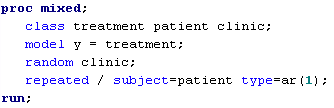 proc mixed;
class treatment patient clinic;
model y = treatment;
random clinic;
repeated / subject=patient type=ar(1);
run;